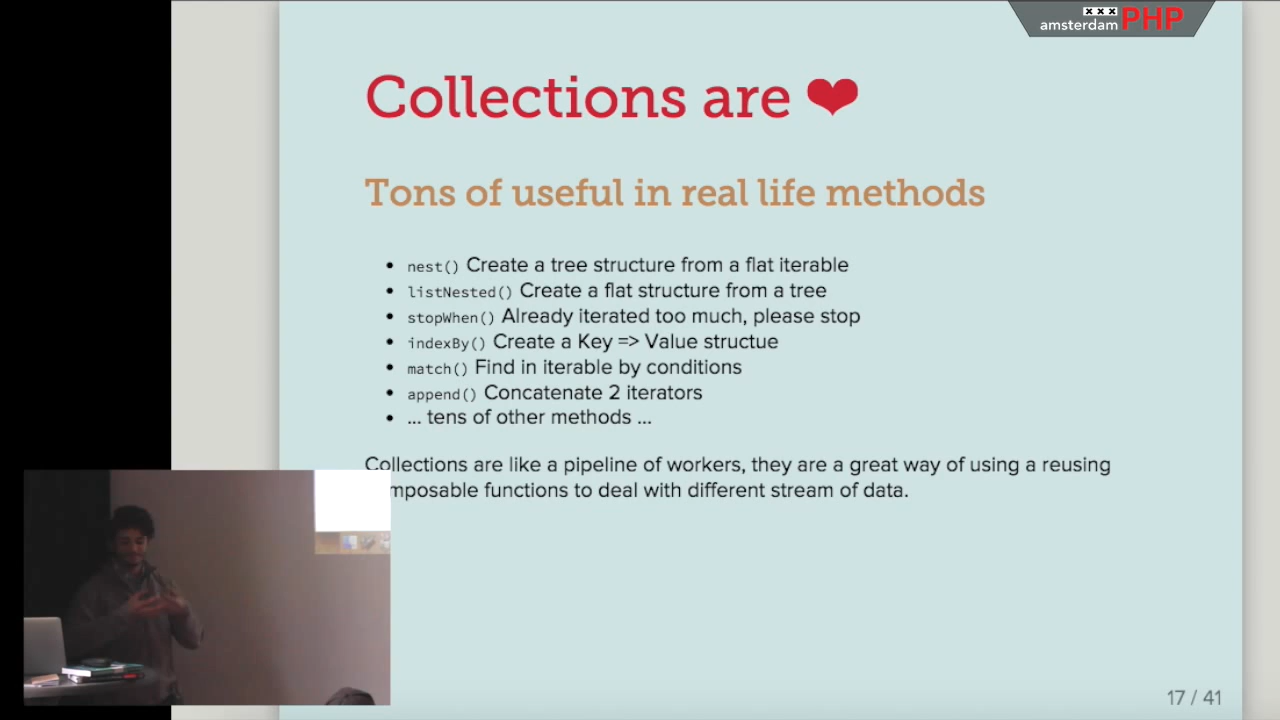 xxx
amsterdam PHP
Collections are ❤
Tons of useful in real life methods
• nest() Create a tree structure from a flat iterable
• listNested() Create a flat structure from a tree
• stopWhen() Already iterated too much, please stop
• indexBy() Create a Key => Value structue
• match() Find in iterable by conditions
• append() Concatenate 2 iterators
• ... tens of other methods ...
Collections are like a pipeline of workers, they are a great way of using a reusing
mposable functions to deal with different stream of data.
17 / 41